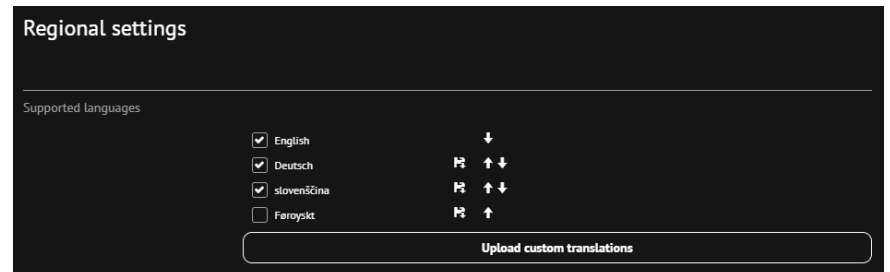 Regional settings
Supported languages
English
Deutsch
slovenščina
Føroyskt
Upload custom translations